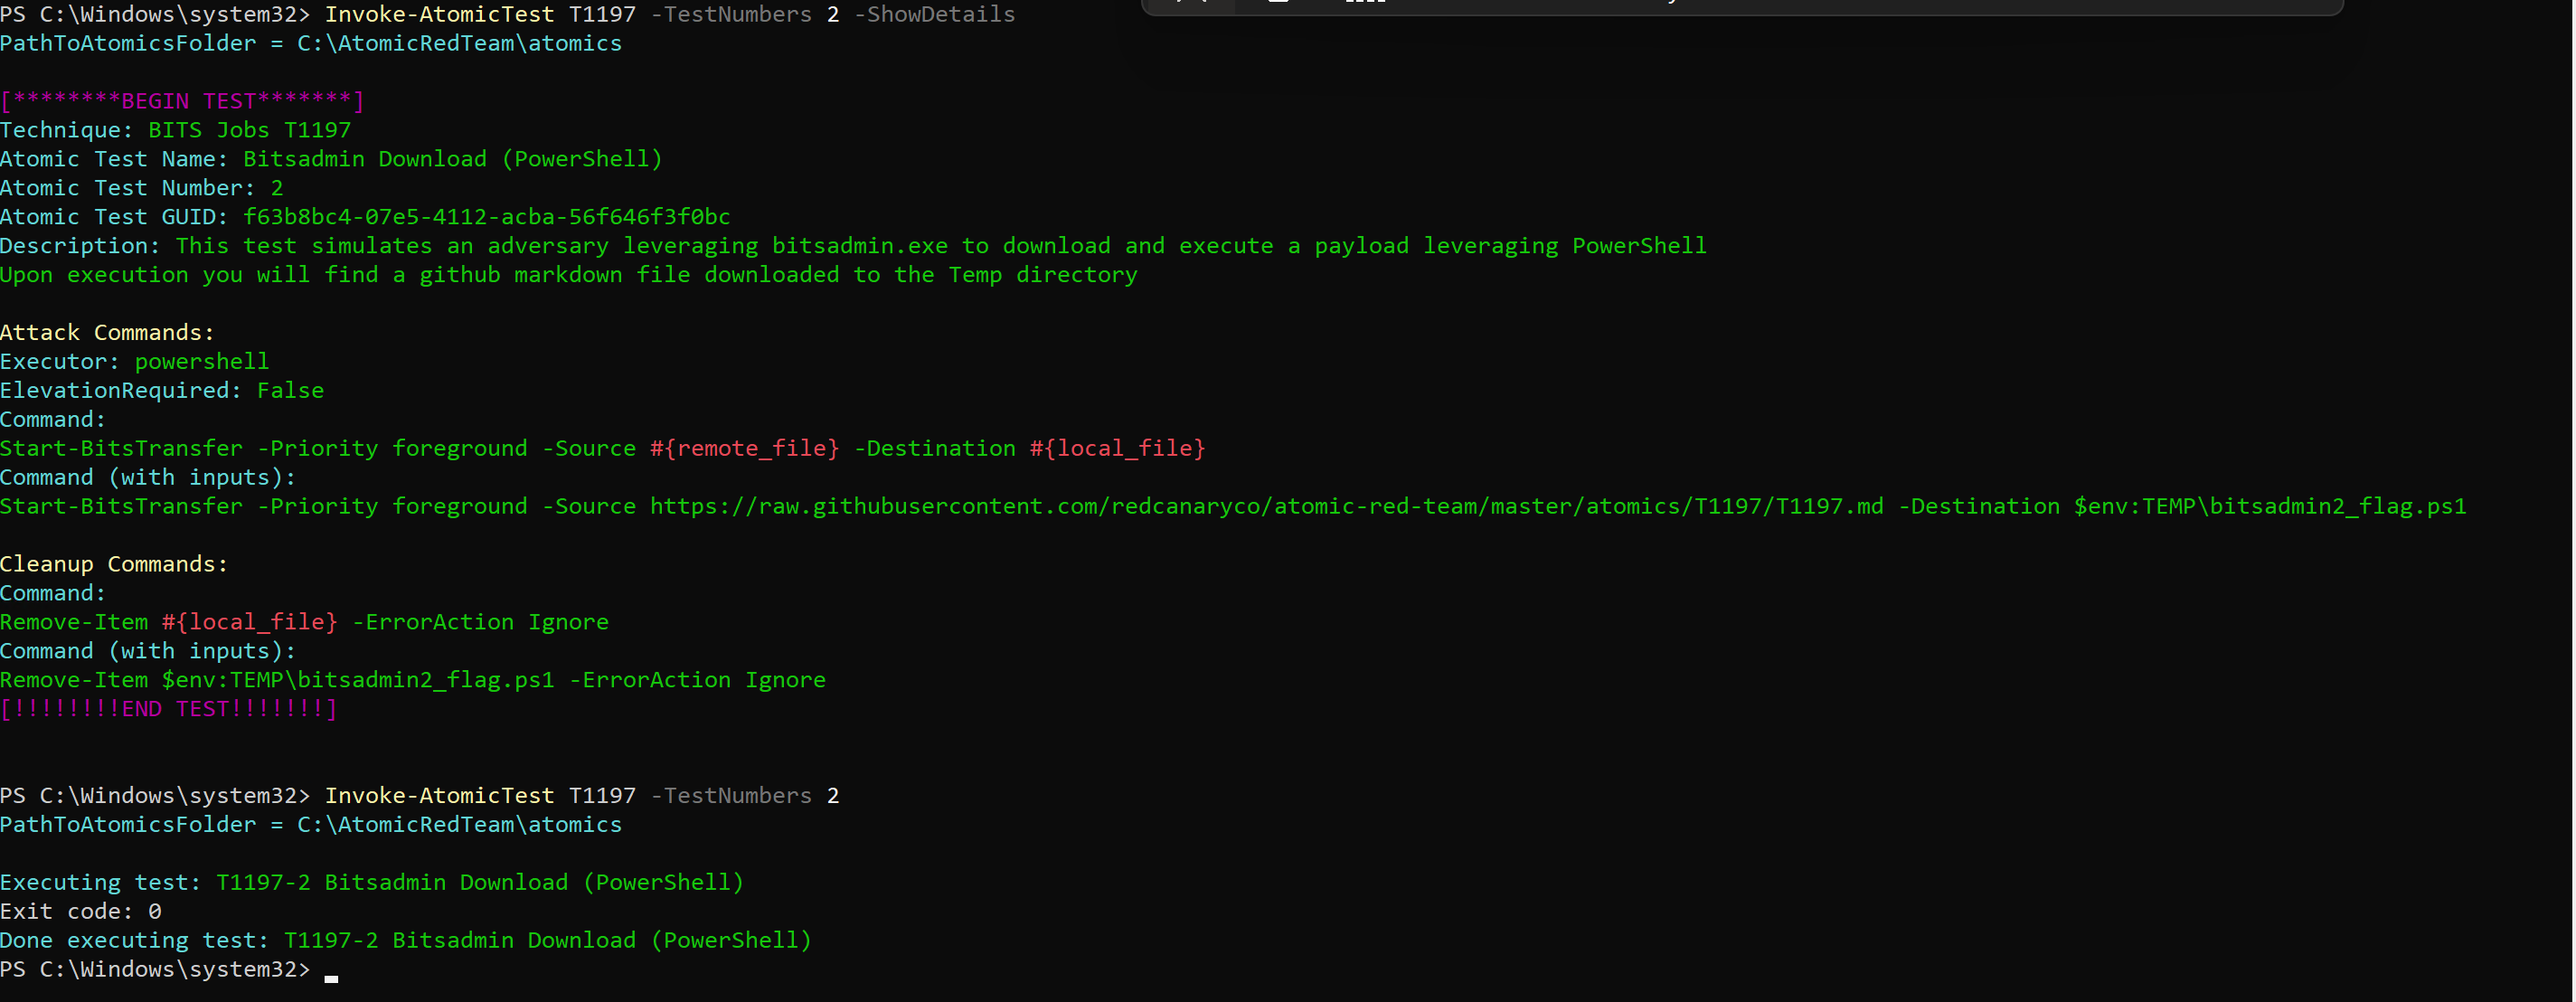 PS C:\Windows\system32> Invoke-AtomicTest T1197 -TestNumbers 2 -ShowDetails
PathToAtomicsFolder = C:\AtomicRedTeam\atomics
[********BEGIN TEST*******]
Technique: BITS Jobs T1197
Atomic Test Name: Bitsadmin Download (PowerShell)
Atomic Test Number: 2
Atomic Test GUID: f63b8bc4-07e5-4112-acba-56f646f3f0bc
Description: This test simulates an adversary leveraging bitsadmin.exe to download and execute a payload leveraging PowerShell
Upon execution you will find a github markdown file downloaded to the Temp directory
Attack Commands:
Executor: powershell
ElevationRequired: False
Command:
Start-BitsTransfer -Priority foreground -Source #{remote_file} -Destination #{local_file}
Command (with inputs):
Start-BitsTransfer -Priority foreground -Source https://raw.githubusercontent.com/redcanaryco/atomic-red-team/master/atomics/T1197/T1197.md -Destination $env:TEMP\bitsadmin2_flag.ps1
Cleanup Commands:
Command:
Remove-Item #{local_file} -ErrorAction Ignore
Command (with inputs):
Remove-Item $env:TEMP\bitsadmin2_flag.ps1 -ErrorAction Ignore
[!!!!!!!!END TEST!!!!!!!]
PS C:\Windows\system32> Invoke-AtomicTest T1197 -TestNumbers 2
PathToAtomicsFolder = C:\AtomicRedTeam\atomics
Executing test: T1197-2 Bitsadmin Download (PowerShell)
Exit code: 0
Done executing test: T1197-2 Bitsadmin Download (PowerShell)
PS C:\Windows\system32>